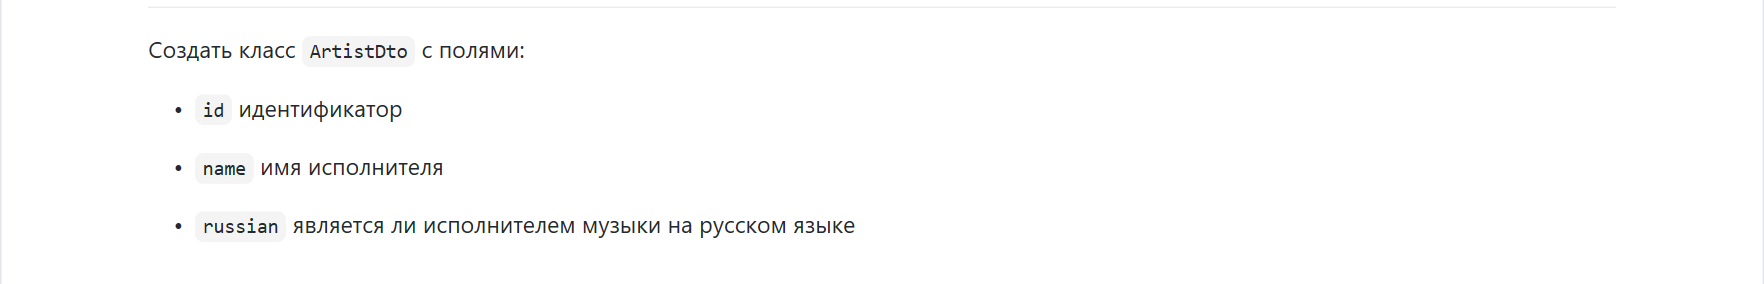 Создать класс ArtistDto с полями:
• id идентификатор
• name имя исполнителя
• russian является ли исполнителем музыки на русском языке